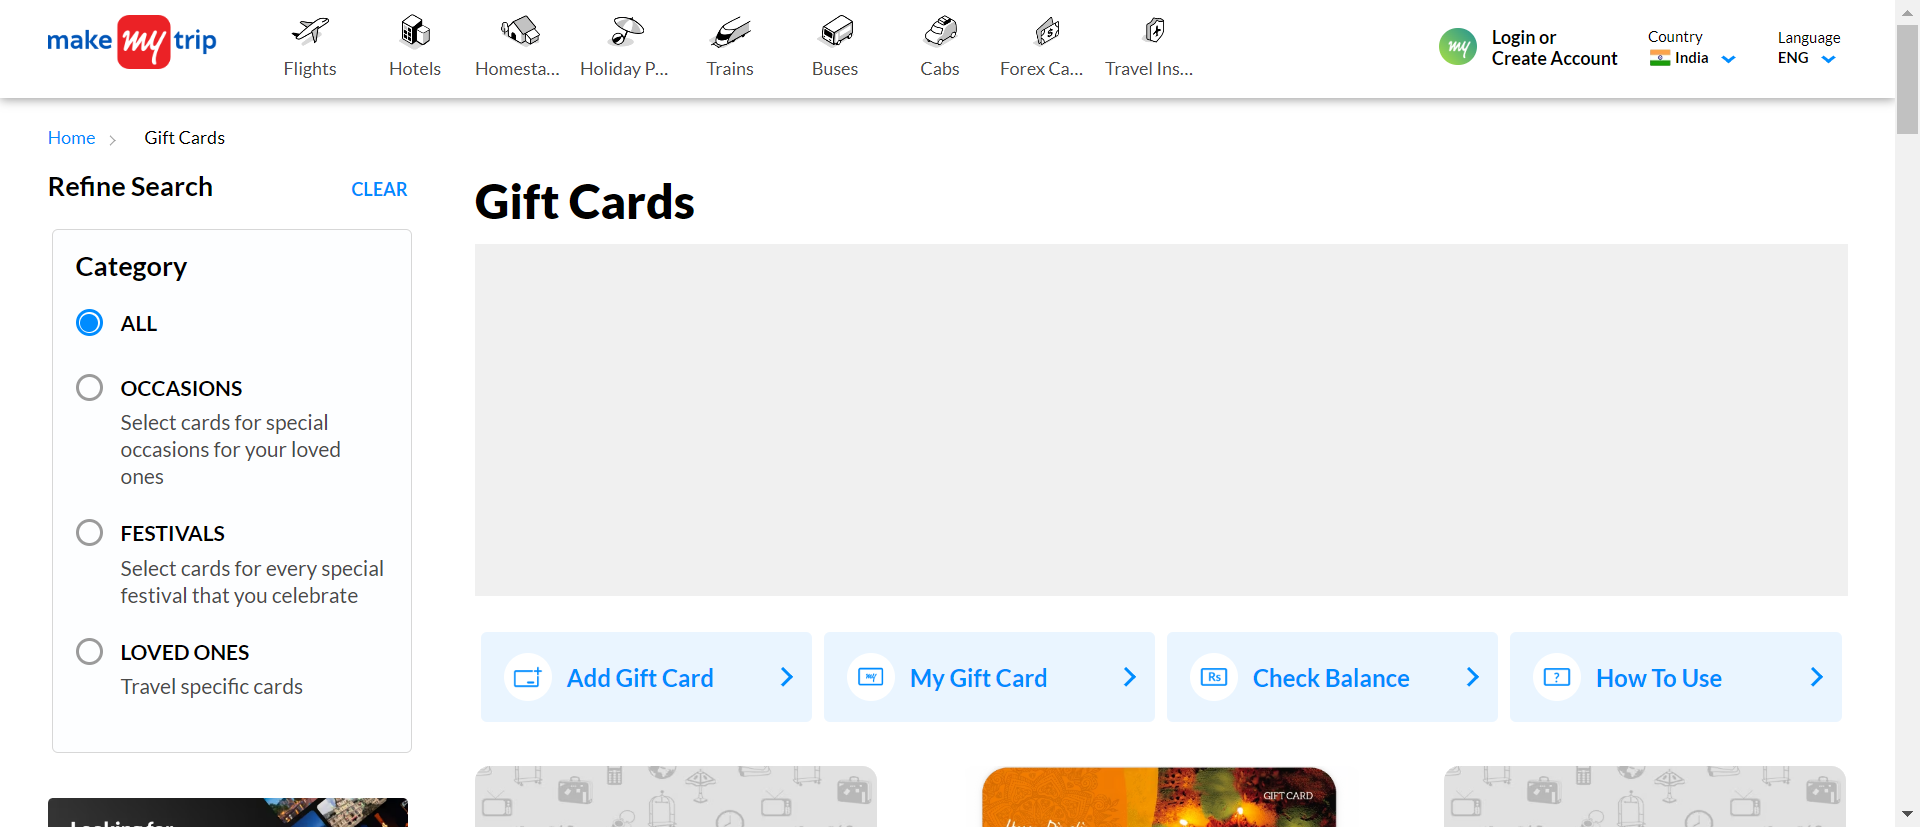 make my trip
Flights
Hotels
Homesta...
Holiday P...
Trains
Buses
Cabs
Forex Ca...
Travel Ins...
my
Login or
Create Account
Country
India
Language
ENG
Home
Gift Cards
Refine Search
CLEAR
Category
ALL
OCCASIONS
Select cards for special
occasions for your loved
ones
FESTIVALS
Select cards for every special
festival that you celebrate
LOVED ONES
Travel specific cards
Gift Cards
Add Gift Card
my
My Gift Card
Rs
Check Balance
?
How To Use
GIFT CARD